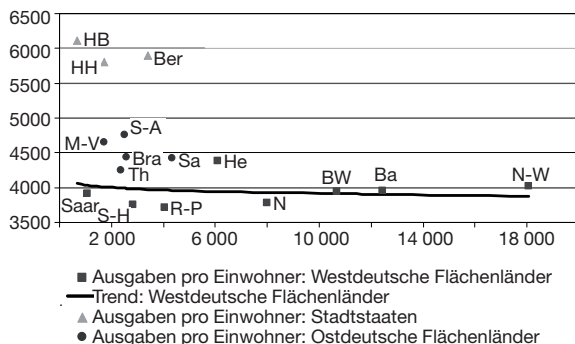 6500
HB
6000
HH
Ber
5500
5000
S-A
M-V
4500
Bra
Sa
He
Th
BW
Ba
N-W
4000
Saar
S-H
R-P
N
3500
2 000
6 000
10 000
14 000
18 000
Ausgaben pro Einwohner: Westdeutsche Flächenländer
Trend: Westdeutsche Flächenländer
Ausgaben pro Einwohner: Stadtstaaten
Ausgaben pro Einwohner: Ostdeutsche Flächenländer